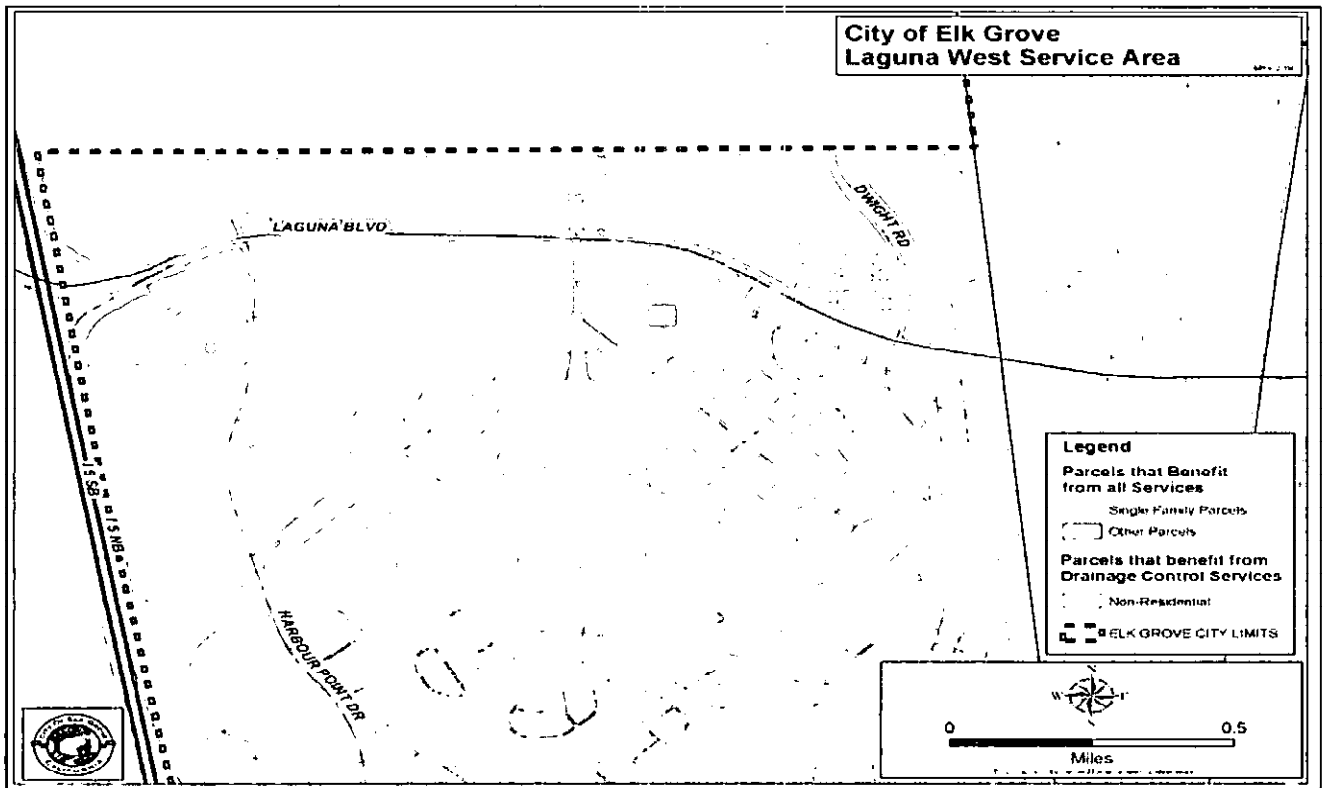 City of Elk Grove
Laguna West Service Area
LAGUNA BLVD
DWIGHT RD
I 5 SB
I 5 NB
HARBOUR POINT DR
Legend
Parcels that Benefit
from all Services
Single Family Parcels
Other Parcels
Parcels that benefit from
Drainage Control Services
Non-Residential
ELK GROVE CITY LIMITS
W
E
0
0.5
Miles
CALIFORNIA